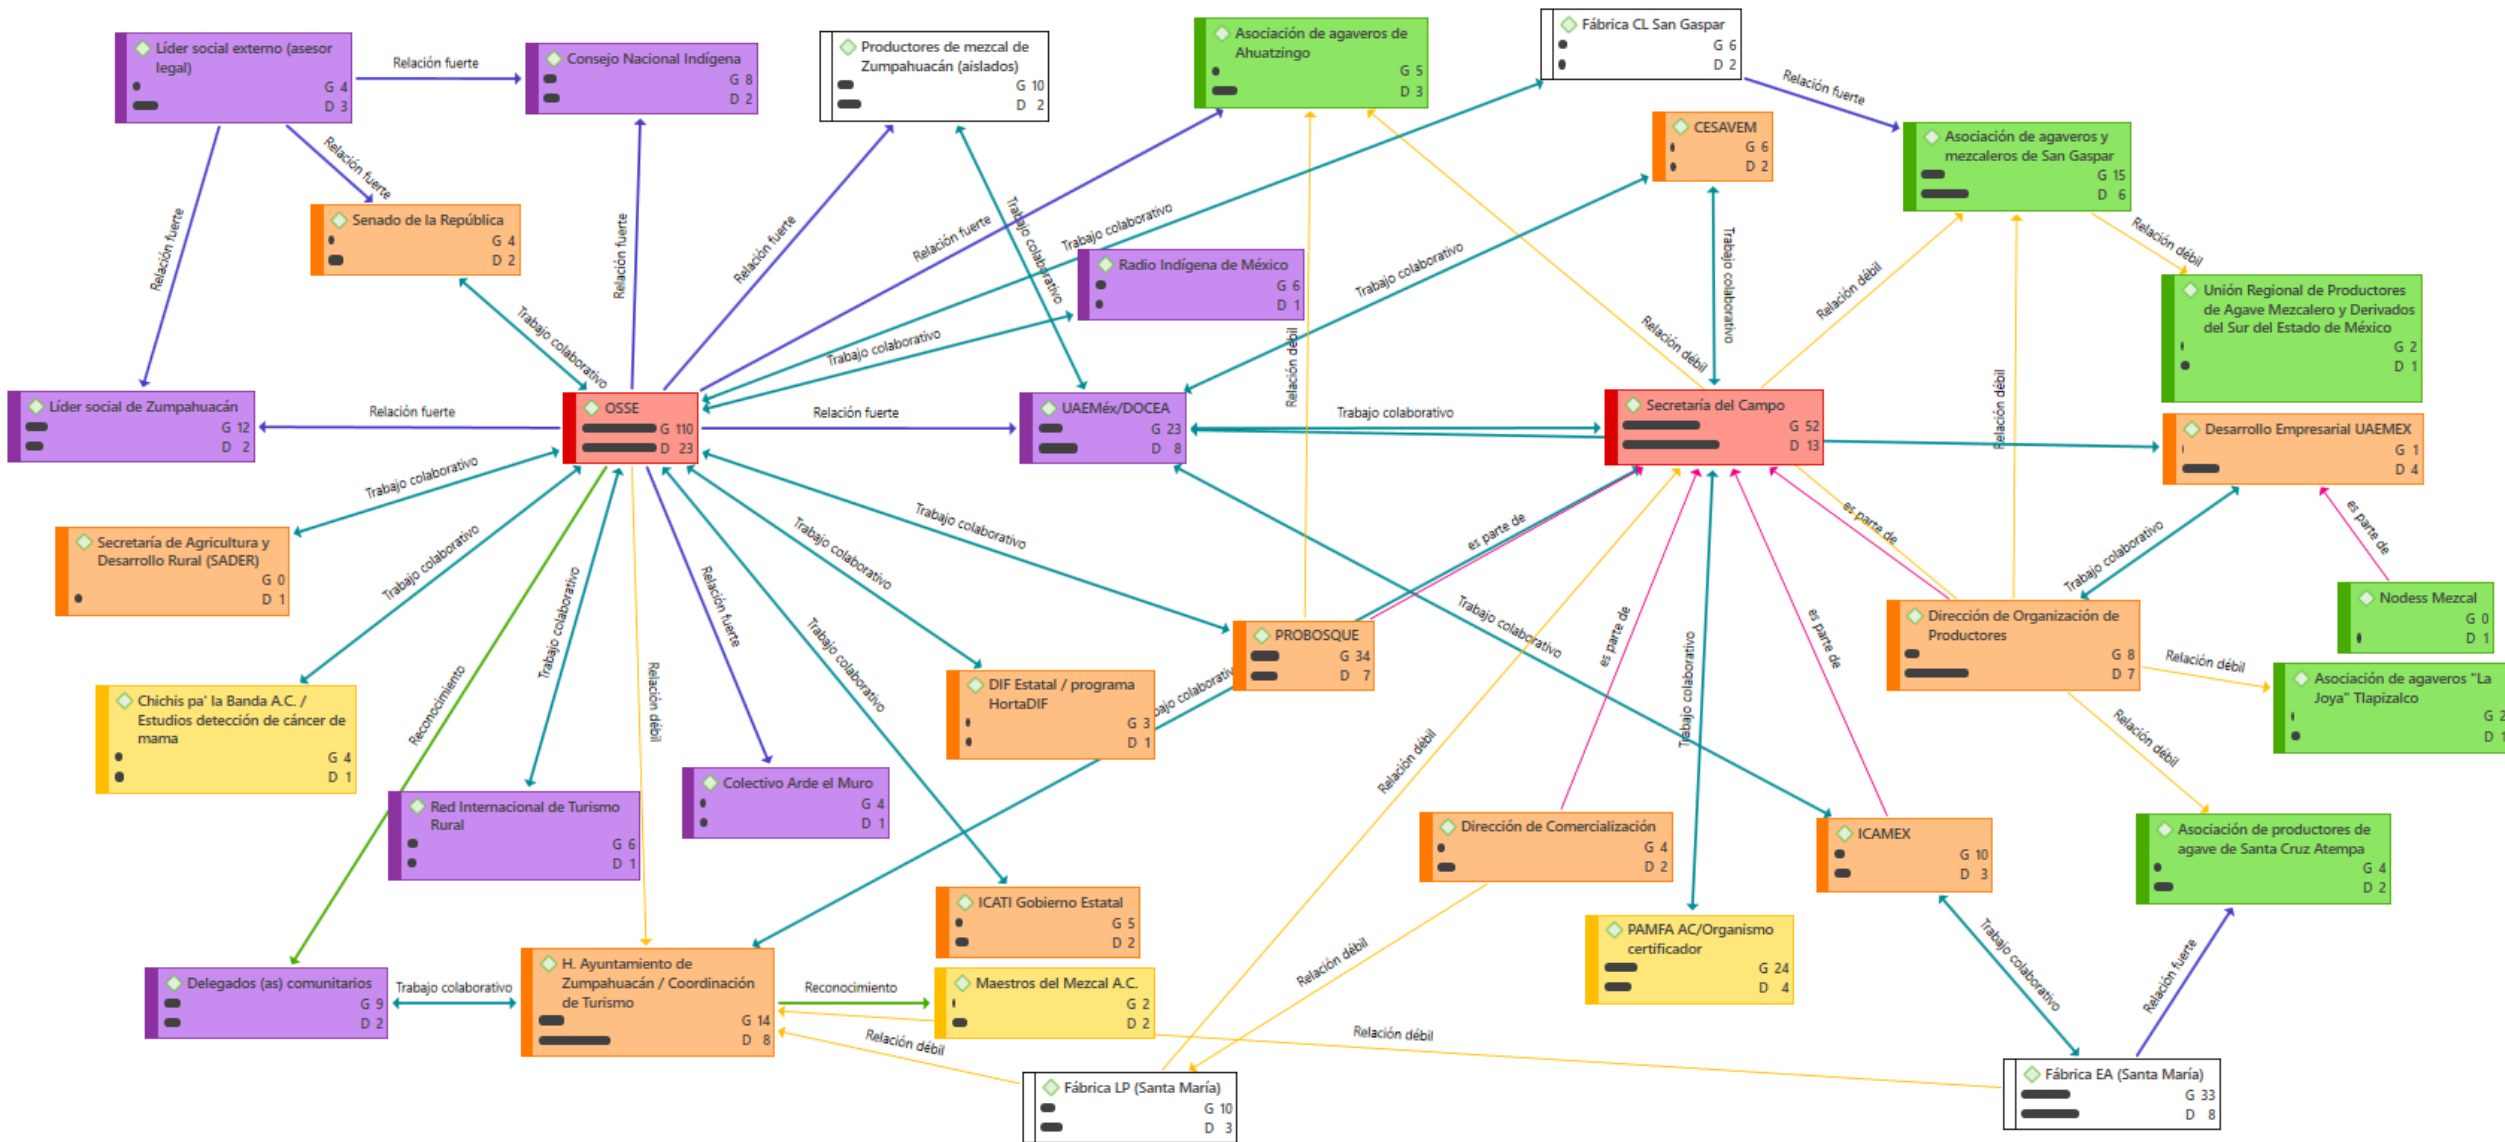 Líder social externo (asesor
legal)
G 4
D 3
Relación fuerte
Consejo Nacional Indígena
G 8
D 2
Productores de mezcal de
Zumpahuacán (aislados)
G 10
D 2
Asociación de agaveros de
Ahuatzingo
G 5
D 3
Fábrica CL San Gaspar
G 6
D 2
Relación fuerte
CESAVEM
G 6
D 2
Asociación de agaveros y
mezcaleros de San Gaspar
G 15
D 6
Relación fuerte
Senado de la República
G 4
D 2
Relación fuerte
Relación fuerte
Relación fuerte
Trabajo colaborativo
Relación fuerte
Trabajo colaborativo
Radio Indígena de México
G 6
D 1
Trabajo colaborativo
Trabajo colaborativo
Relación débil
Relación débil
Unión Regional de Productores
de Agave Mezcalero y Derivados
del Sur del Estado de México
G 2
D 1
Trabajo colaborativo
Trabajo colaborativo
Relación débil
Relación débil
Relación débil
Líder social de Zumpahuacán
G 12
D 2
Relación fuerte
OSSE
G 110
D 23
Relación fuerte
UAEMéx/DOCEA
G 23
D 8
Trabajo colaborativo
Secretaría del Campo
G 52
D 13
Desarrollo Empresarial UAEMEX
G 1
D 4
Trabajo colaborativo
Secretaría de Agricultura y
Desarrollo Rural (SADER)
G 0
D 1
Trabajo colaborativo
Trabajo colaborativo
Relación fuerte
Trabajo colaborativo
Trabajo colaborativo
es parte de
es parte de
es parte de
Trabajo colaborativo
Nodess Mezcal
G 0
D 1
Dirección de Organización de
Productores
G 8
D 7
PROBOSQUE
G 34
D 7
Trabajo colaborativo
es parte de
es parte de
Trabajo colaborativo
Trabajo colaborativo
Relación débil
Reconocimiento
DIF Estatal / programa
HortaDIF
G 3
D 1
Relación débil
Asociación de agaveros "La
Joya" Tlapizalco
G 2
D 1
Chichis pa' la Banda A.C. /
Estudios detección de cáncer de
mama
G 4
D 1
Relación débil
Relación débil
Colectivo Arde el Muro
G 4
D 1
Red Internacional de Turismo
Rural
G 6
D 1
Dirección de Comercialización
G 4
D 2
ICAMEX
G 10
D 3
Asociación de productores de
agave de Santa Cruz Atempa
G 4
D 2
ICATI Gobierno Estatal
G 5
D 2
PAMFA AC/Organismo
certificador
G 24
D 4
Relación débil
Trabajo colaborativo
Relación fuerte
Delegados (as) comunitarios
G 9
D 2
Trabajo colaborativo
H. Ayuntamiento de
Zumpahuacán / Coordinación
de Turismo
G 14
D 8
Reconocimiento
Maestros del Mezcal A.C.
G 2
D 2
Relación débil
Relación débil
Fábrica LP (Santa María)
G 10
D 3
Fábrica EA (Santa María)
G 33
D 8